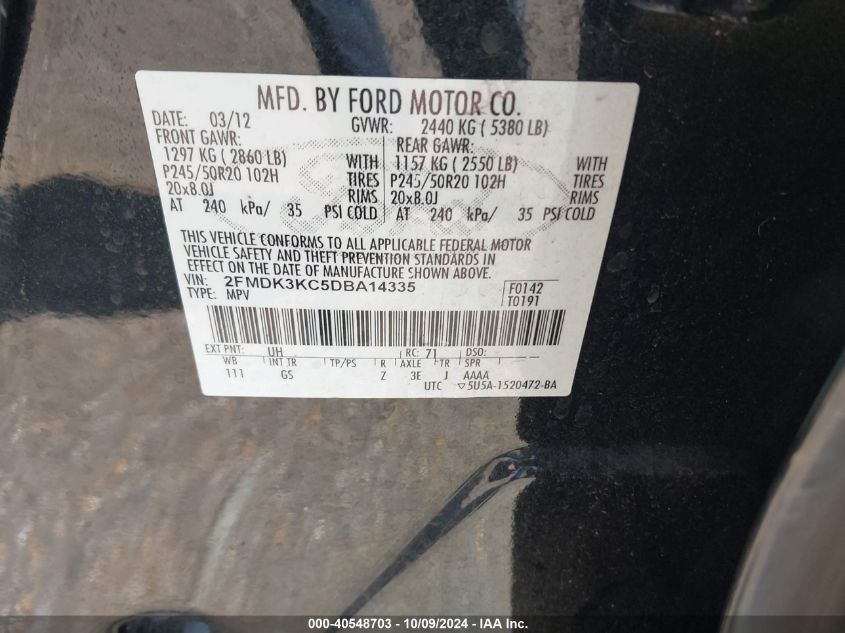 MFD. BY FORD MOTOR CO.
DATE: 03/12 GVWR: 2440 KG ( 5380 LB)
FRONT GAWR: REAR GAWR:
1297 KG ( 2860 LB) WITH 1157 KG ( 2550 LB) WITH
P245/50R20 102H TIRES P245/50R20 102H TIRES
20x8.0J RIMS 20x8.0J RIMS
AT 240 kPa/ 35 PSI COLD AT 240 kPa/ 35 PSI COLD
THIS VEHICLE CONFORMS TO ALL APPLICABLE FEDERAL MOTOR
VEHICLE SAFETY AND THEFT PREVENTION STANDARDS IN
EFFECT ON THE DATE OF MANUFACTURE SHOWN ABOVE.
VIN: 2FMDK3KC5DBA14335 F0142
TYPE: MPV T0191
EXT PNT: UH RC: 71 DSO:
WB INT TR TP/PS R AXLE TR SPR
111 GS Z 3E J AAAA
UTC ▽5U5A-1520472-BA
000-40548703 - 10/09/2024 - IAA Inc.